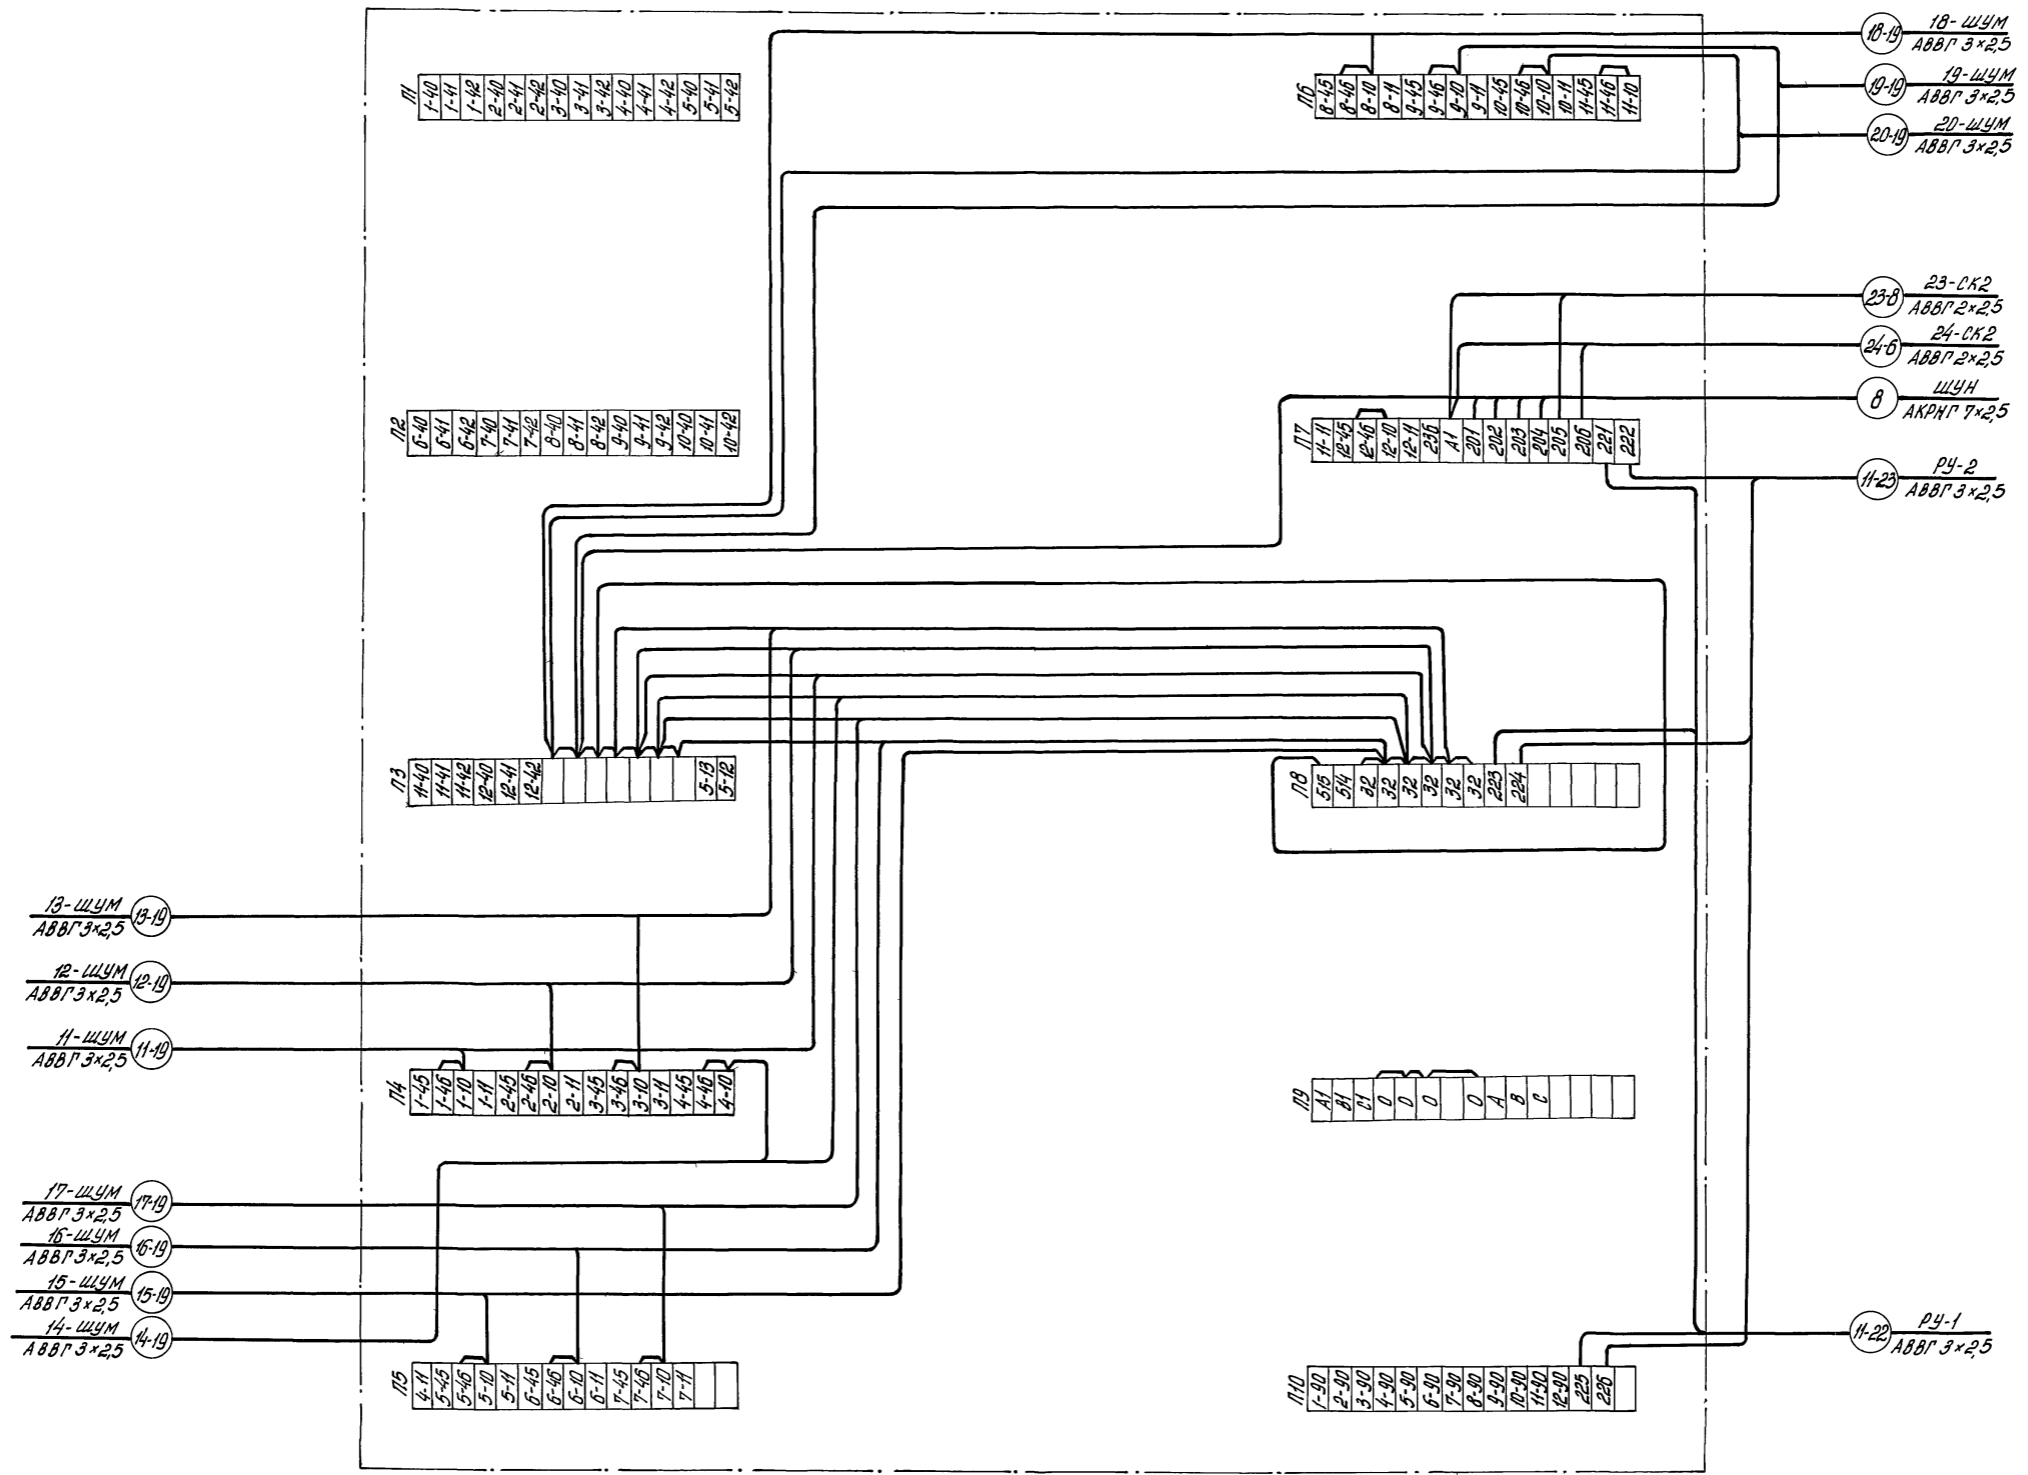 П1 1-40 1-41 1-42 2-40 2-41 2-42 3-40 3-41 3-42 4-40 4-41 4-42 5-40 5-41 5-42
П6 8-45 8-46 8-10 8-11 9-45 9-46 9-10 9-11 10-45 10-46 10-10 10-11 11-45 11-46 11-10
18-19 18-ШУМ
АВВГ 3×2,5
19-19 19-ШУМ
АВВГ 3×2,5
20-19 20-ШУМ
АВВГ 3×2,5
23-8 23-СК2
АВВГ 2×2,5
24-6 24-СК2
АВВГ 2×2,5
8 ШУН
АКРНГ 7×2,5
П2 6-40 6-41 6-42 7-40 7-41 7-42 8-40 8-41 8-42 9-40 9-41 9-42 10-40 10-41 10-42
П7 11-11 12-45 12-46 12-10 12-11 236 А1 201 202 203 204 205 206 221 222
11-23 РУ-2
АВВГ 3×2,5
П3 11-40 11-41 11-42 12-40 12-41 12-42 5-13 5-12
П8 515 514 32 32 32 32 32 32 223 224
13-ШУМ 13-19
АВВГ 3×2,5
12-ШУМ 12-19
АВВГ 3×2,5
11-ШУМ 11-19
АВВГ 3×2,5
П4 1-45 1-46 1-10 1-11 2-45 2-46 2-10 2-11 3-45 3-46 3-10 3-11 4-45 4-46 4-10
П9 А1 В1 С1 0 0 0 0 А В С
17-ШУМ 17-19
АВВГ 3×2,5
16-ШУМ 16-19
АВВГ 3×2,5
15-ШУМ 15-19
АВВГ 3×2,5
14-ШУМ 14-19
АВВГ 3×2,5
11-22 РУ-1
АВВГ 3×2,5
П5 4-11 5-45 5-46 5-10 5-11 6-45 6-46 6-10 6-11 7-45 7-46 7-10 7-11
П10 1-90 2-90 3-90 4-90 5-90 6-90 7-90 8-90 9-90 10-90 11-90 12-90 225 226